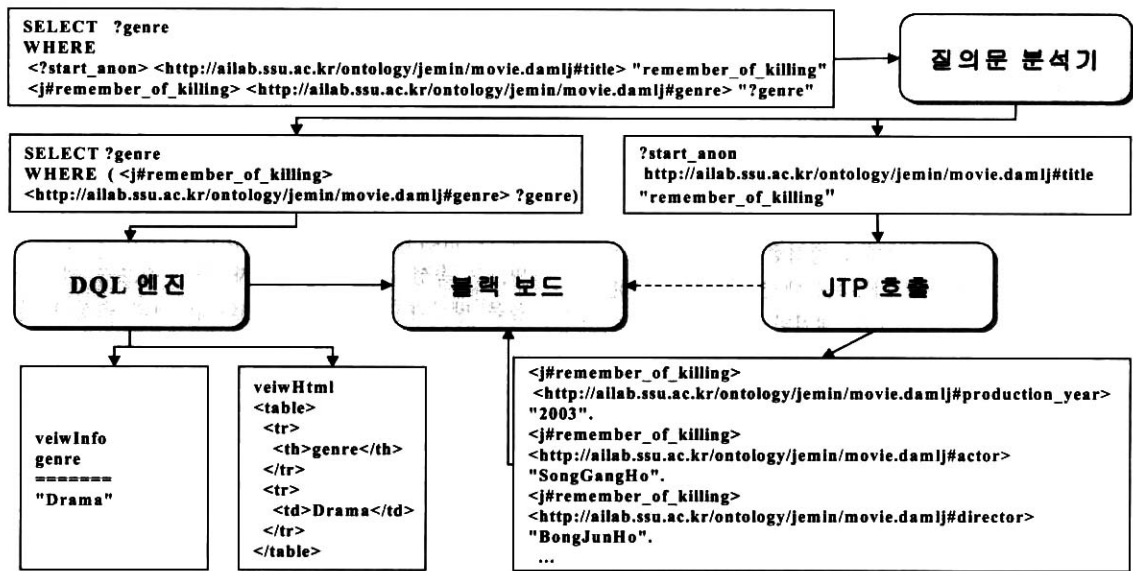 SELECT ?genre
WHERE
<?start_anon> <http://ailab.ssu.ac.kr/ontology/jemin/movie.damlj#title> "remember_of_killing"
<j#remember_of_killing> <http://ailab.ssu.ac.kr/ontology/jemin/movie.damlj#genre> "?genre"
질의문 분석기
SELECT ?genre
WHERE ( <j#remember_of_killing>
<http://ailab.ssu.ac.kr/ontology/jemin/movie.damlj#genre> ?genre)
?start_anon
http://ailab.ssu.ac.kr/ontology/jemin/movie.damlj#title
"remember_of_killing"
DQL 엔진
블랙 보드
JTP 호출
veiwInfo
genre
=======
"Drama"
veiwHtml
<table>
<tr>
<th>genre</th>
</tr>
<tr>
<td>Drama</td>
</tr>
</table>
<j#remember_of_killing>
<http://ailab.ssu.ac.kr/ontology/jemin/movie.damlj#production_year>
"2003".
<j#remember_of_killing>
<http://ailab.ssu.ac.kr/ontology/jemin/movie.damlj#actor>
"SongGangHo".
<j#remember_of_killing>
<http://ailab.ssu.ac.kr/ontology/jemin/movie.damlj#director>
"BongJunHo".
...